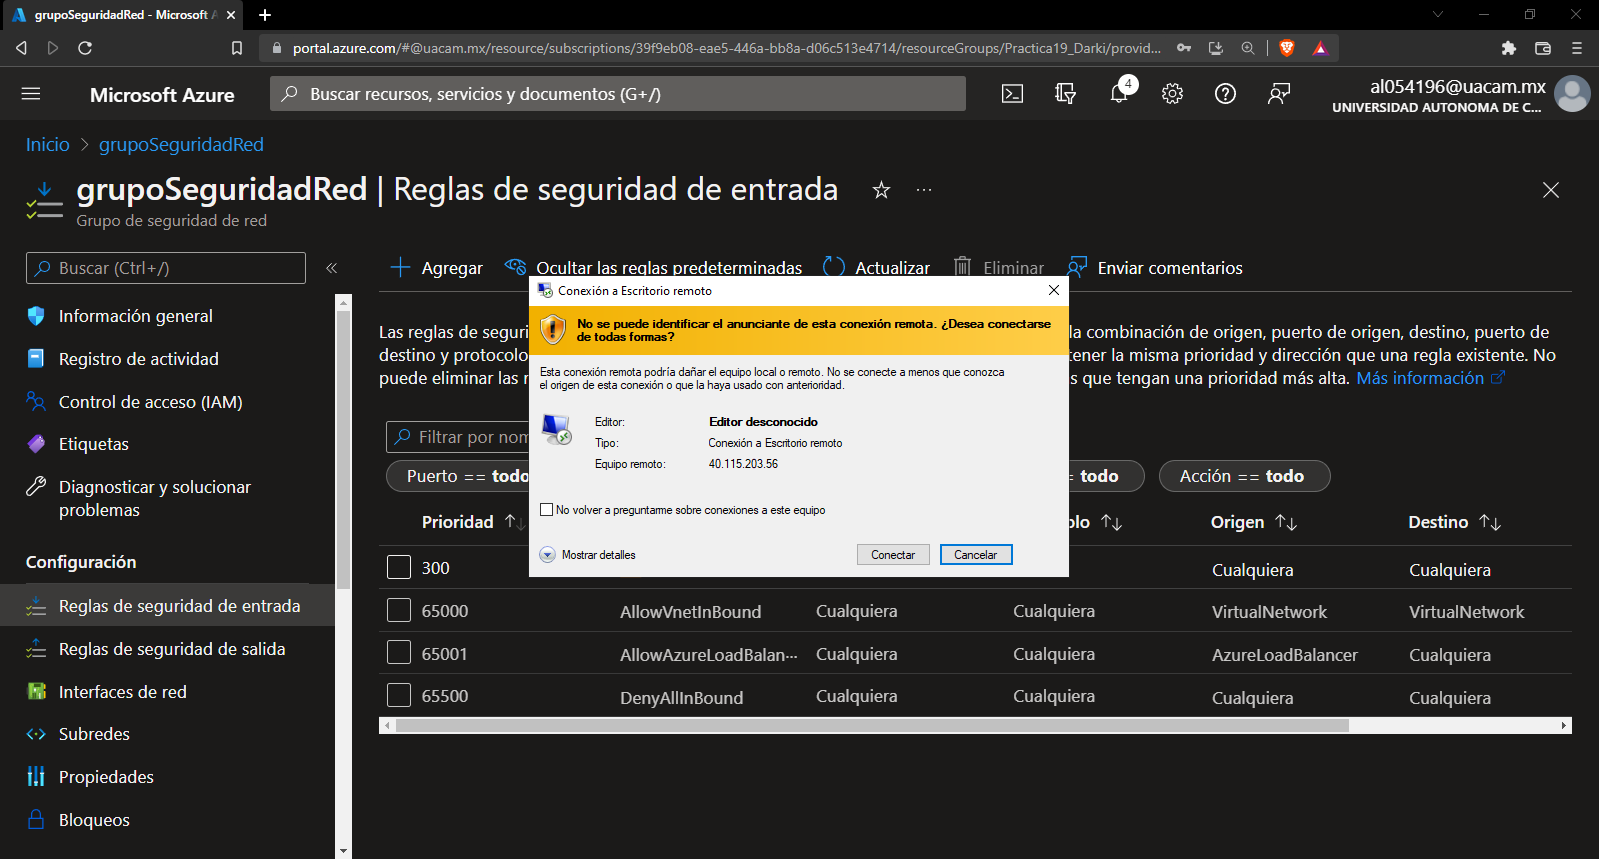 grupoSeguridadRed - Microsoft A
portal.azure.com/#@uacam.mx/resource/subscriptions/39f9eb08-eae5-446a-bb8a-d06c513e4714/resourceGroups/Practica19_Darki/provid...
Microsoft Azure
Buscar recursos, servicios y documentos (G+/)
4
al054196@uacam.mx
UNIVERSIDAD AUTONOMA DE C...
Inicio > grupoSeguridadRed
grupoSeguridadRed | Reglas de seguridad de entrada
Grupo de seguridad de red
Buscar (Ctrl+/)
Información general
Registro de actividad
Control de acceso (IAM)
Etiquetas
Diagnosticar y solucionar
problemas
Configuración
Reglas de seguridad de entrada
Reglas de seguridad de salida
Interfaces de red
Subredes
Propiedades
Bloqueos
Agregar Ocultar las reglas predeterminadas Actualizar Eliminar Enviar comentarios
Las reglas de segur la combinación de origen, puerto de origen, destino, puerto de
destino y protocolo tener la misma prioridad y dirección que una regla existente. No
puede eliminar las r s que tengan una prioridad más alta. Más información
Filtrar por nom
Puerto == todo = todo Acción == todo
Prioridad olo Origen Destino
300 Cualquiera Cualquiera
65000 AllowVnetInBound Cualquiera Cualquiera VirtualNetwork VirtualNetwork
65001 AllowAzureLoadBalan... Cualquiera Cualquiera AzureLoadBalancer Cualquiera
65500 DenyAllInBound Cualquiera Cualquiera Cualquiera Cualquiera
Conexión a Escritorio remoto
No se puede identificar el anunciante de esta conexión remota. ¿Desea conectarse
de todas formas?
Esta conexión remota podría dañar el equipo local o remoto. No se conecte a menos que conozca
el origen de esta conexión o que la haya usado con anterioridad.
Editor: Editor desconocido
Tipo: Conexión a Escritorio remoto
Equipo remoto: 40.115.203.56
No volver a preguntarme sobre conexiones a este equipo
Mostrar detalles
Conectar
Cancelar